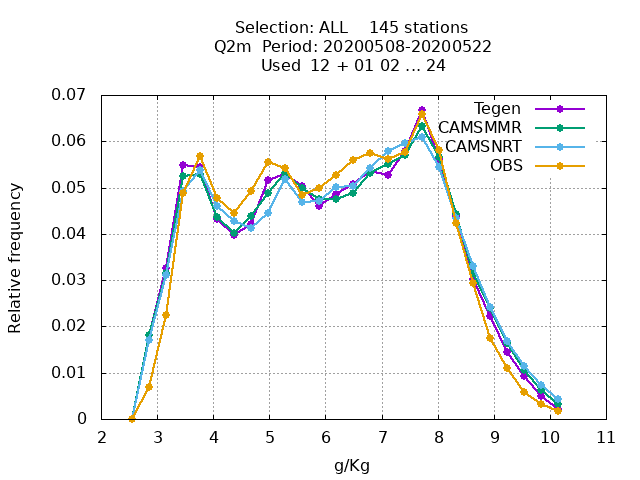 Selection: ALL    145 stations
Q2m  Period: 20200508-20200522
Used  12 + 01 02 ... 24
Relative frequency
0.07
0.06
0.05
0.04
0.03
0.02
0.01
0
Tegen
CAMSMMR
CAMSNRT
OBS
2 3 4 5 6 7 8 9 10 11
g/Kg